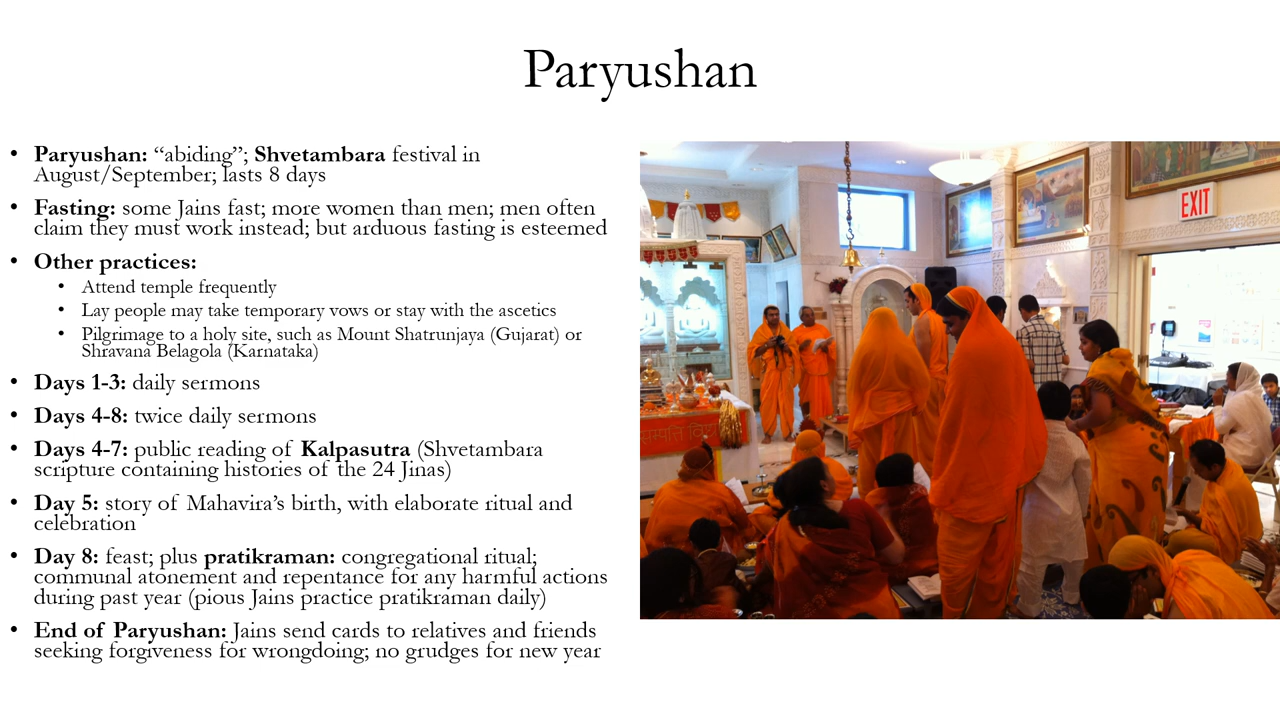 Paryushan
• Paryushan: “abiding”; Shvetambara festival in
August/September; lasts 8 days
• Fasting: some Jains fast; more women than men; men often
claim they must work instead; but arduous fasting is esteemed
• Other practices:
• Attend temple frequently
• Lay people may take temporary vows or stay with the ascetics
• Pilgrimage to a holy site, such as Mount Shatrunjaya (Gujarat) or
Shravana Belagola (Karnataka)
• Days 1-3: daily sermons
• Days 4-8: twice daily sermons
• Days 4-7: public reading of Kalpasutra (Shvetambara
scripture containing histories of the 24 Jinas)
• Day 5: story of Mahavira’s birth, with elaborate ritual and
celebration
• Day 8: feast; plus pratikraman: congregational ritual;
communal atonement and repentance for any harmful actions
during past year (pious Jains practice pratikraman daily)
• End of Paryushan: Jains send cards to relatives and friends
seeking forgiveness for wrongdoing; no grudges for new year
EXIT